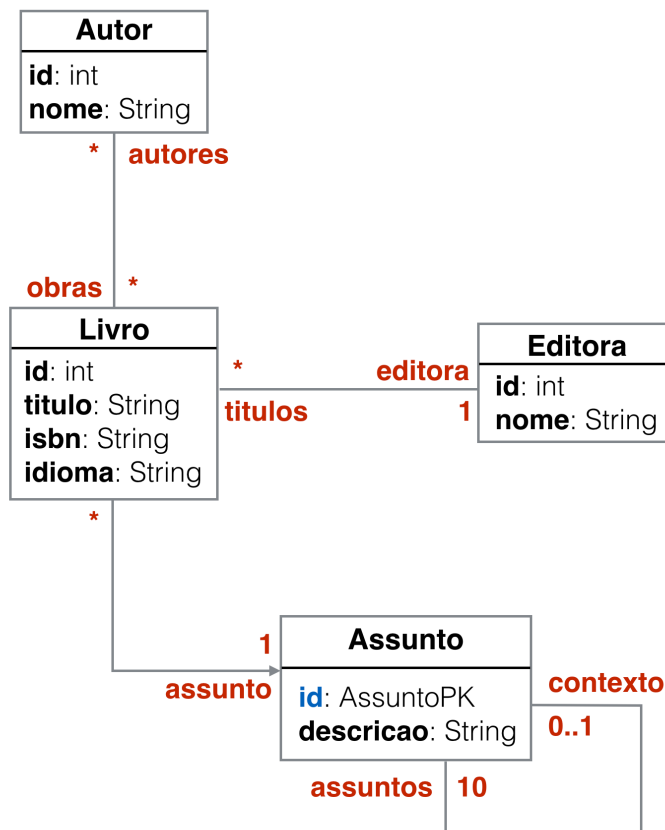 Autor
id: int
nome: String
* autores
obras *
Livro
id: int
titulo: String
isbn: String
idioma: String
* editora
titulos 1
Editora
id: int
nome: String
*
1
assunto
Assunto
id: AssuntoPK
descricao: String
contexto
0..1
assuntos 10